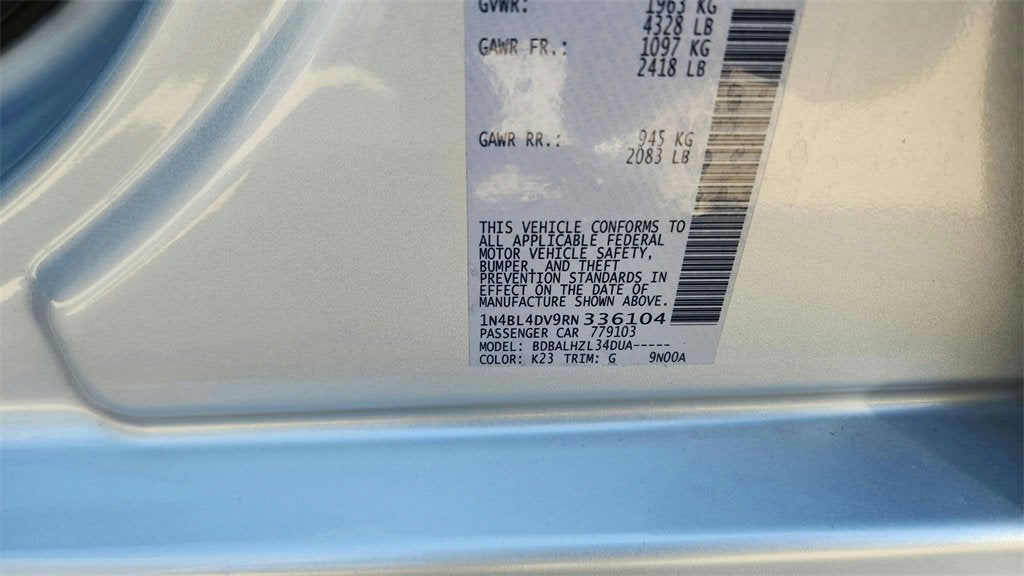 GVWR: 1963 KG
4328 LB
GAWR FR.: 1097 KG
2418 LB
GAWR RR.: 945 KG
2083 LB
THIS VEHICLE CONFORMS TO
ALL APPLICABLE FEDERAL
MOTOR VEHICLE SAFETY,
BUMPER, AND THEFT
PREVENTION STANDARDS IN
EFFECT ON THE DATE OF
MANUFACTURE SHOWN ABOVE.
1N4BL4DV9RN336104
PASSENGER CAR 779103
MODEL: BDBALHZL34DUA-----
COLOR: K23 TRIM: G 9N00A